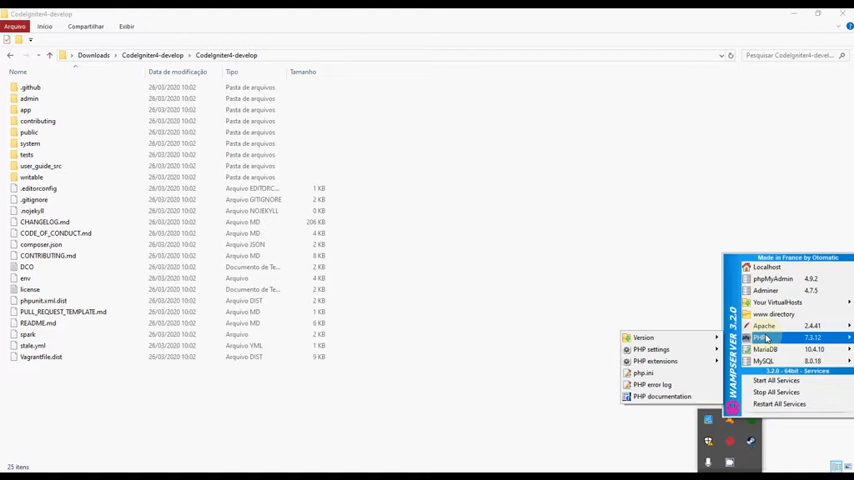 CodeIgniter4-develop
Arquivo Início Compartilhar Exibir
Downloads CodeIgniter4-develop CodeIgniter4-develop
Pesquisar CodeIgniter4-devel...
Nome Data de modificação Tipo Tamanho
.github 26/03/2020 10:02 Pasta de arquivos
admin 26/03/2020 10:02 Pasta de arquivos
app 26/03/2020 10:02 Pasta de arquivos
contributing 26/03/2020 10:02 Pasta de arquivos
public 26/03/2020 10:02 Pasta de arquivos
system 26/03/2020 10:02 Pasta de arquivos
tests 26/03/2020 10:02 Pasta de arquivos
user_guide_src 26/03/2020 10:02 Pasta de arquivos
writable 26/03/2020 10:02 Pasta de arquivos
.editorconfig 26/03/2020 10:02 Arquivo EDITORC... 1 KB
.gitignore 26/03/2020 10:02 Arquivo GITIGNORE 2 KB
.nojekyll 26/03/2020 10:02 Arquivo NOJEKYLL 0 KB
CHANGELOG.md 26/03/2020 10:02 Arquivo MD 206 KB
CODE_OF_CONDUCT.md 26/03/2020 10:02 Arquivo MD 4 KB
composer.json 26/03/2020 10:02 Arquivo JSON 2 KB
CONTRIBUTING.md 26/03/2020 10:02 Arquivo MD 2 KB
DCO 26/03/2020 10:02 Documento de Te... 2 KB
env 26/03/2020 10:02 Documento de Te... 4 KB
license 26/03/2020 10:02 Documento de Te... 2 KB
phpunit.xml.dist 26/03/2020 10:02 Arquivo DIST 4 KB
PULL_REQUEST_TEMPLATE.md 26/03/2020 10:02 Arquivo MD 2 KB
README.md 26/03/2020 10:02 Arquivo MD 4 KB
spark 26/03/2020 10:02 Arquivo 2 KB
stale.yml 26/03/2020 10:02 Arquivo YML 2 KB
Vagrantfile.dist 26/03/2020 10:02 Arquivo DIST 9 KB
25 itens
Version
PHP settings
PHP extensions
php.ini
PHP error log
PHP documentation
WAMPSERVER 3.2.0
Made in France by Otomatic
Localhost
phpMyAdmin 4.9.2
Adminer 4.7.5
Your VirtualHosts
www directory
Apache 2.4.41
PHP 7.3.12
MariaDB 10.4.10
MySQL 8.0.18
3.2.0 - 64bit - Services
Start All Services
Stop All Services
Restart All Services